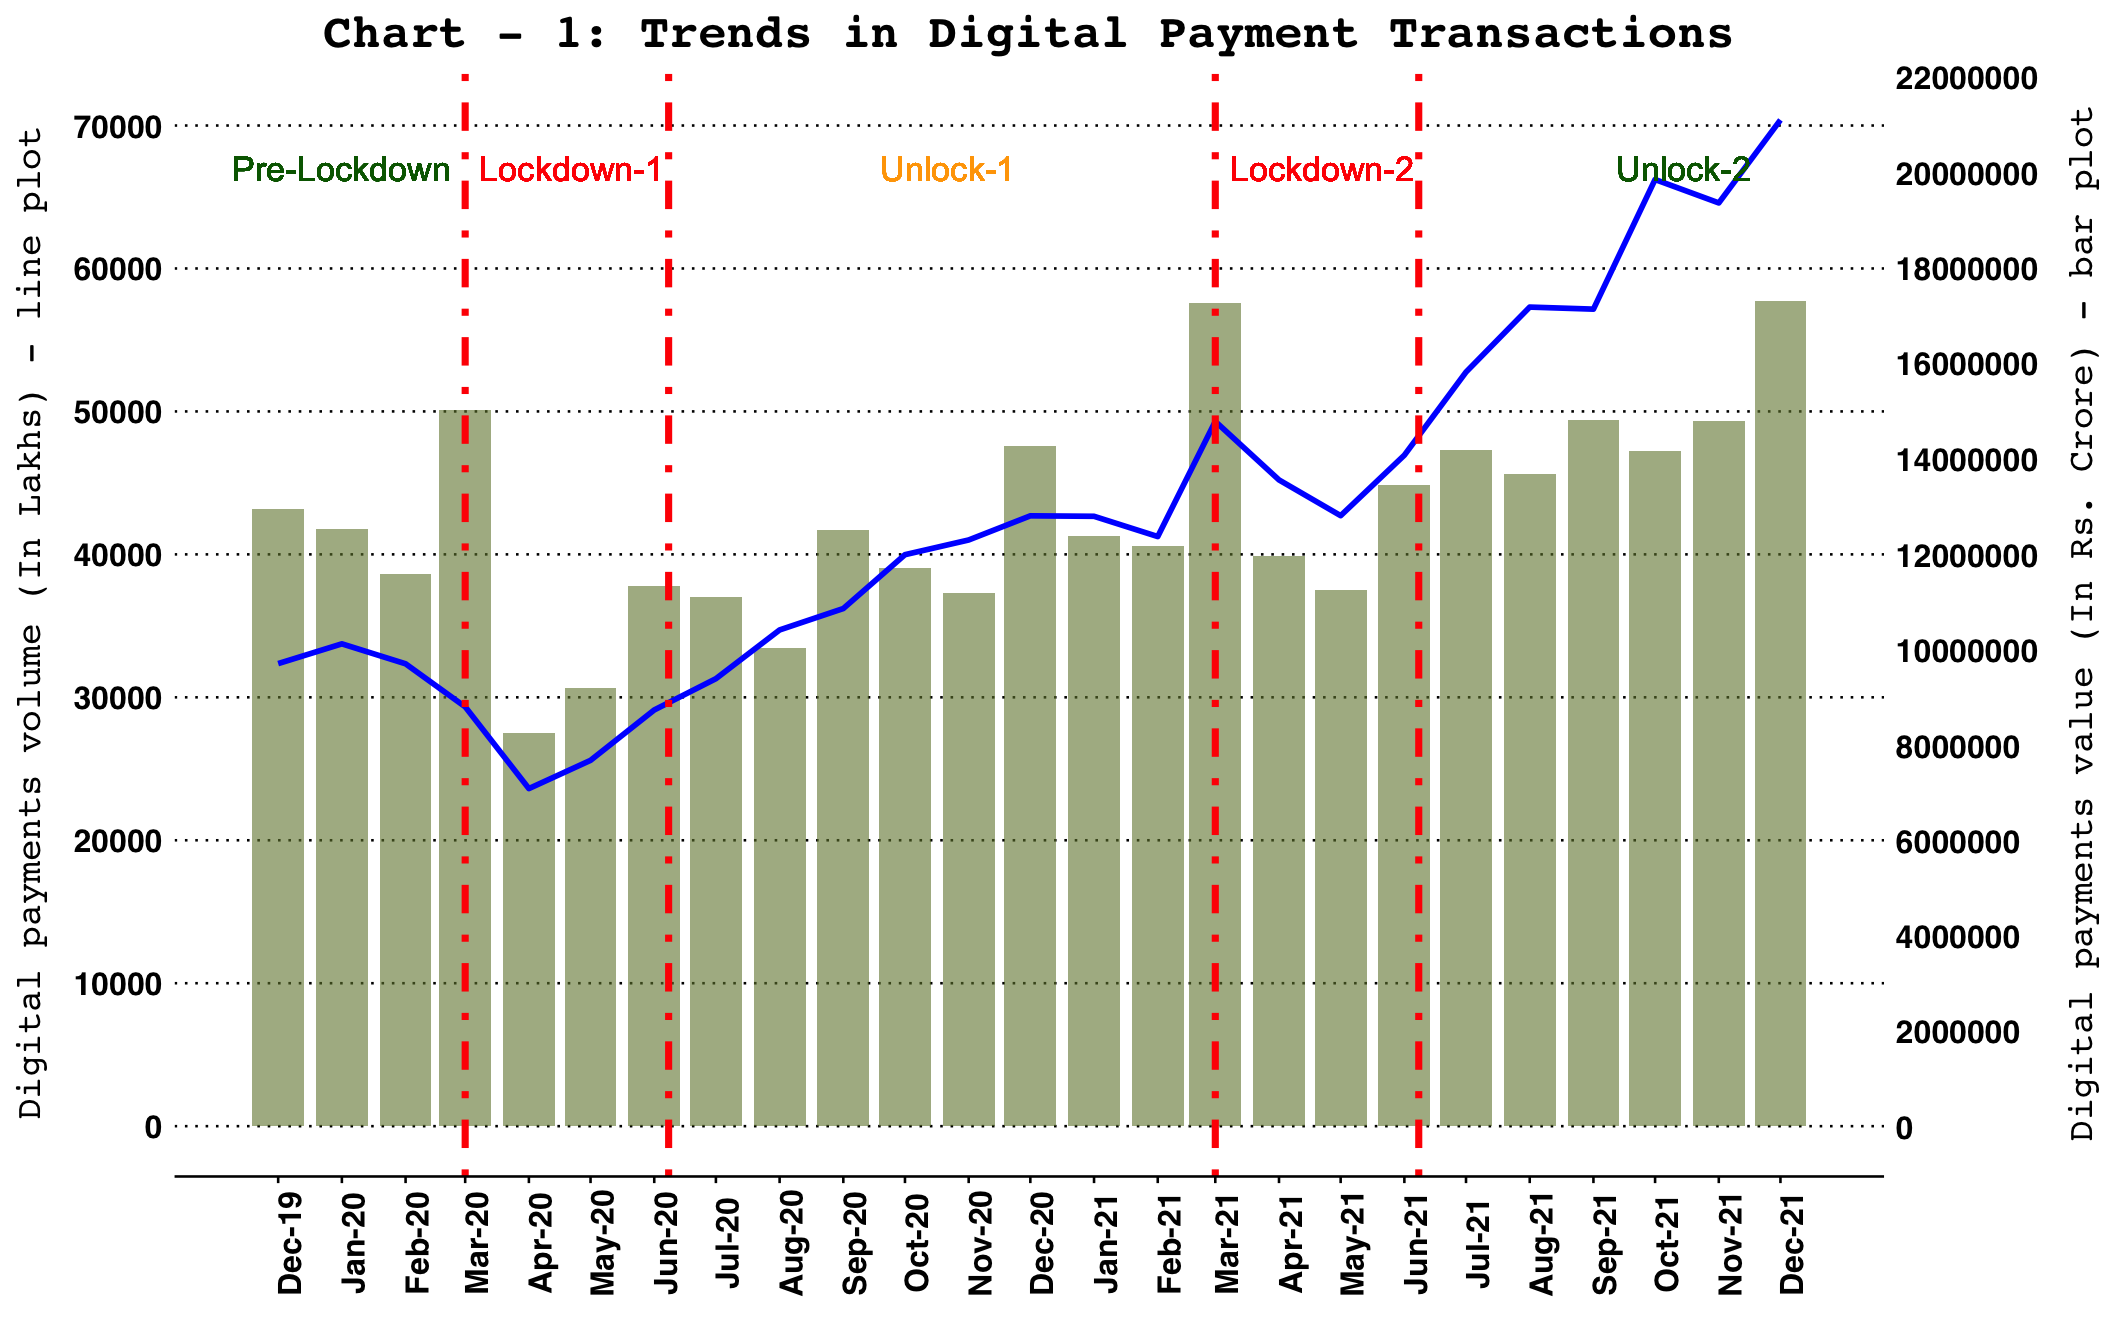 Chart - 1: Trends in Digital Payment Transactions
Digital payments volume (In Lakhs) - line plot
70000
60000
50000
40000
30000
20000
10000
0
Pre-Lockdown
Lockdown-1
Unlock-1
Lockdown-2
Unlock-2
22000000
20000000
18000000
16000000
14000000
12000000
10000000
8000000
6000000
4000000
2000000
0
Digital payments value (In Rs. Crore) - bar plot
Dec-19
Jan-20
Feb-20
Mar-20
Apr-20
May-20
Jun-20
Jul-20
Aug-20
Sep-20
Oct-20
Nov-20
Dec-20
Jan-21
Feb-21
Mar-21
Apr-21
May-21
Jun-21
Jul-21
Aug-21
Sep-21
Oct-21
Nov-21
Dec-21